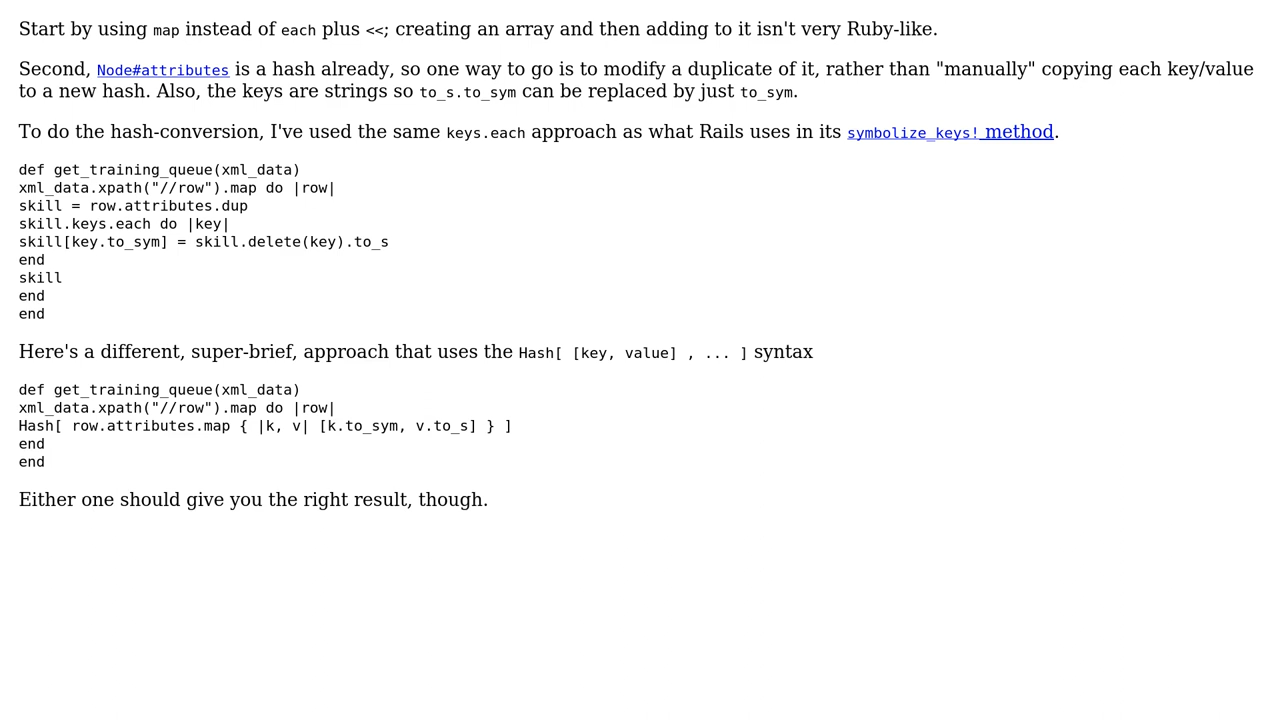 Start by using map instead of each plus <<; creating an array and then adding to it isn't very Ruby-like.
Second, Node#attributes is a hash already, so one way to go is to modify a duplicate of it, rather than "manually" copying each key/value
to a new hash. Also, the keys are strings so to_s.to_sym can be replaced by just to_sym.
To do the hash-conversion, I've used the same keys.each approach as what Rails uses in its symbolize_keys! method.
def get_training_queue(xml_data)
xml_data.xpath("//row").map do |row|
skill = row.attributes.dup
skill.keys.each do |key|
skill[key.to_sym] = skill.delete(key).to_s
end
skill
end
end
Here's a different, super-brief, approach that uses the Hash[ [key, value] , ... ] syntax
def get_training_queue(xml_data)
xml_data.xpath("//row").map do |row|
Hash[ row.attributes.map { |k, v| [k.to_sym, v.to_s] } ]
end
end
Either one should give you the right result, though.